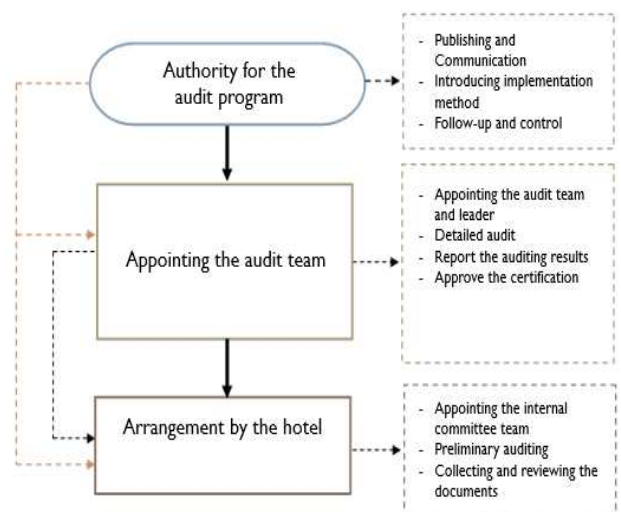 Authority for the
audit program
- Publishing and
Communication
- Introducing implementation
method
- Follow-up and control
Appointing the audit team
- Appointing the audit team
and leader
- Detailed audit
- Report the auditing results
- Approve the certification
Arrangement by the hotel
- Appointing the internal
committee team
- Preliminary auditing
- Collecting and reviewing the
documents